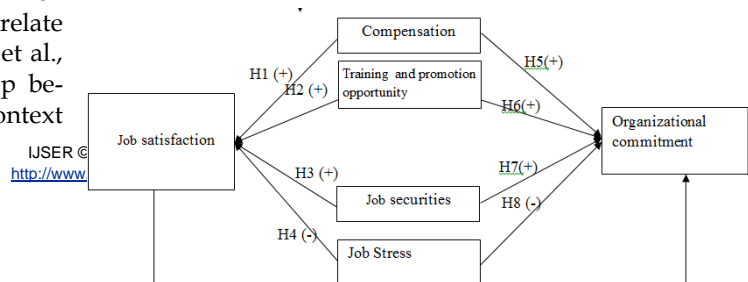 relate
et al.,
p be-
ontext
IJSER ©
http://www.
Compensation
H1 (+)
H5(+)
Training and promotion
opportunity
H2 (+)
H6(+)
Job satisfaction
Organizational
commitment
H3 (+)
H7(+)
Job securities
H8 (-)
H4 (-)
Job Stress